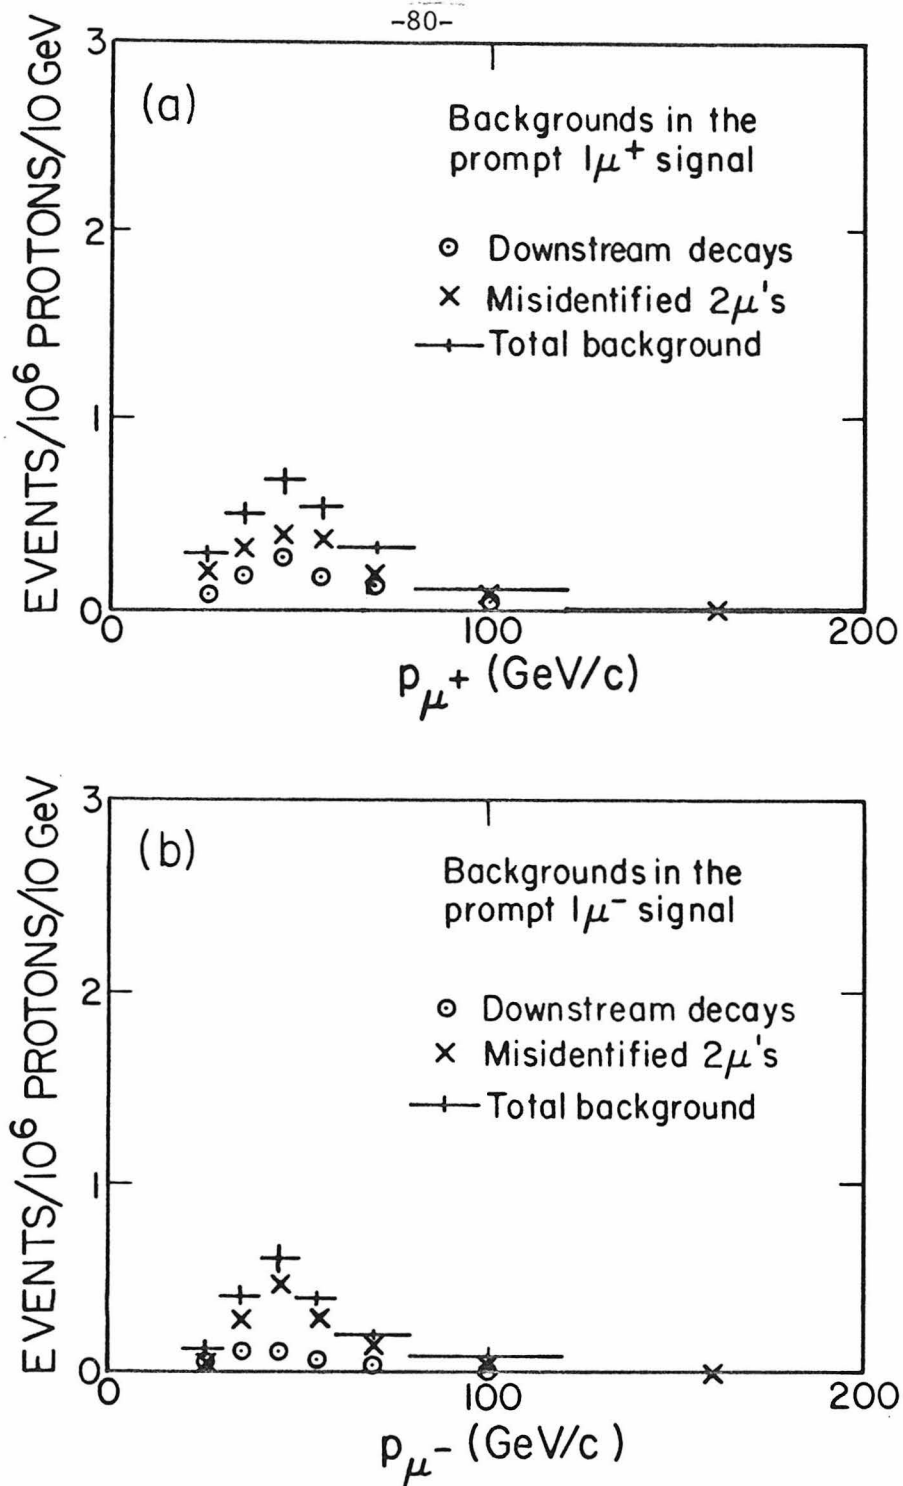 -80-
(a)
Backgrounds in the
prompt 1μ+ signal
⊙ Downstream decays
× Misidentified 2μ's
Total background
EVENTS/10⁶ PROTONS/10 GeV
3
2
1
0
0 100 200
pμ+ (GeV/c)
(b)
Backgrounds in the
prompt 1μ- signal
⊙ Downstream decays
× Misidentified 2μ's
Total background
EVENTS/10⁶ PROTONS/10 GeV
3
2
1
0
0 100 200
pμ- (GeV/c)